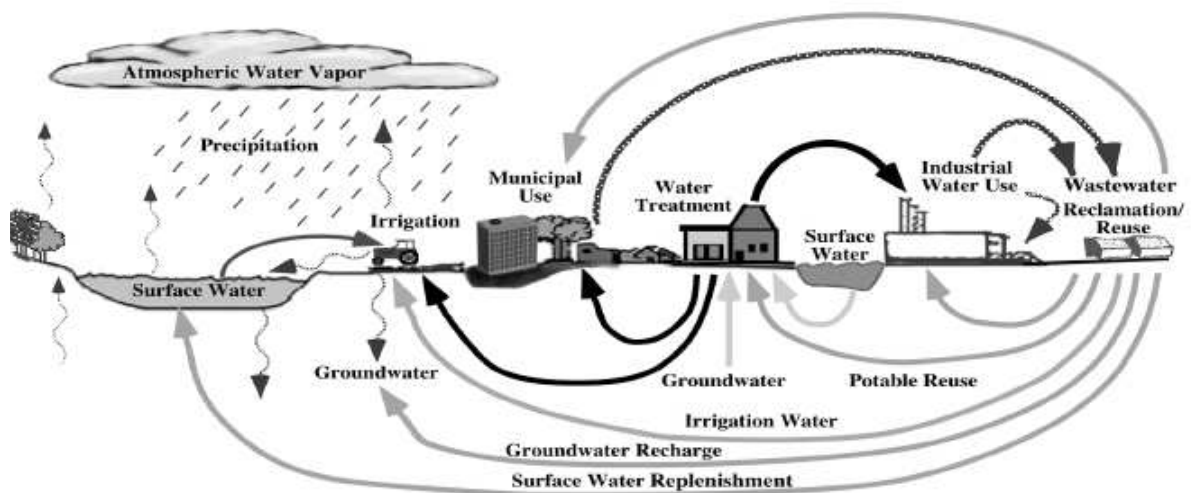 Atmospheric Water Vapor
Precipitation
Municipal
Use
Water
Treatment
Industrial
Water Use
Wastewater
Reclamation/
Reuse
Irrigation
Surface
Water
Surface Water
Groundwater
Groundwater
Potable Reuse
Irrigation Water
Groundwater Recharge
Surface Water Replenishment